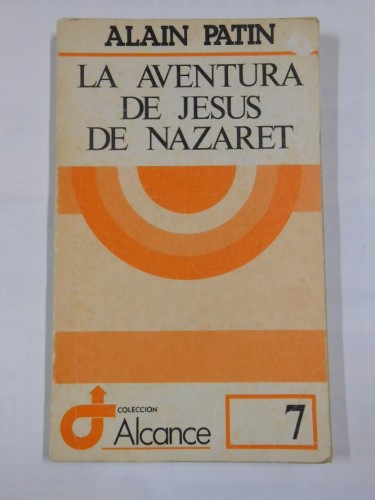 ALAIN PATIN
LA AVENTURA
DE JESUS
DE NAZARET
COLECCION
Alcance
7